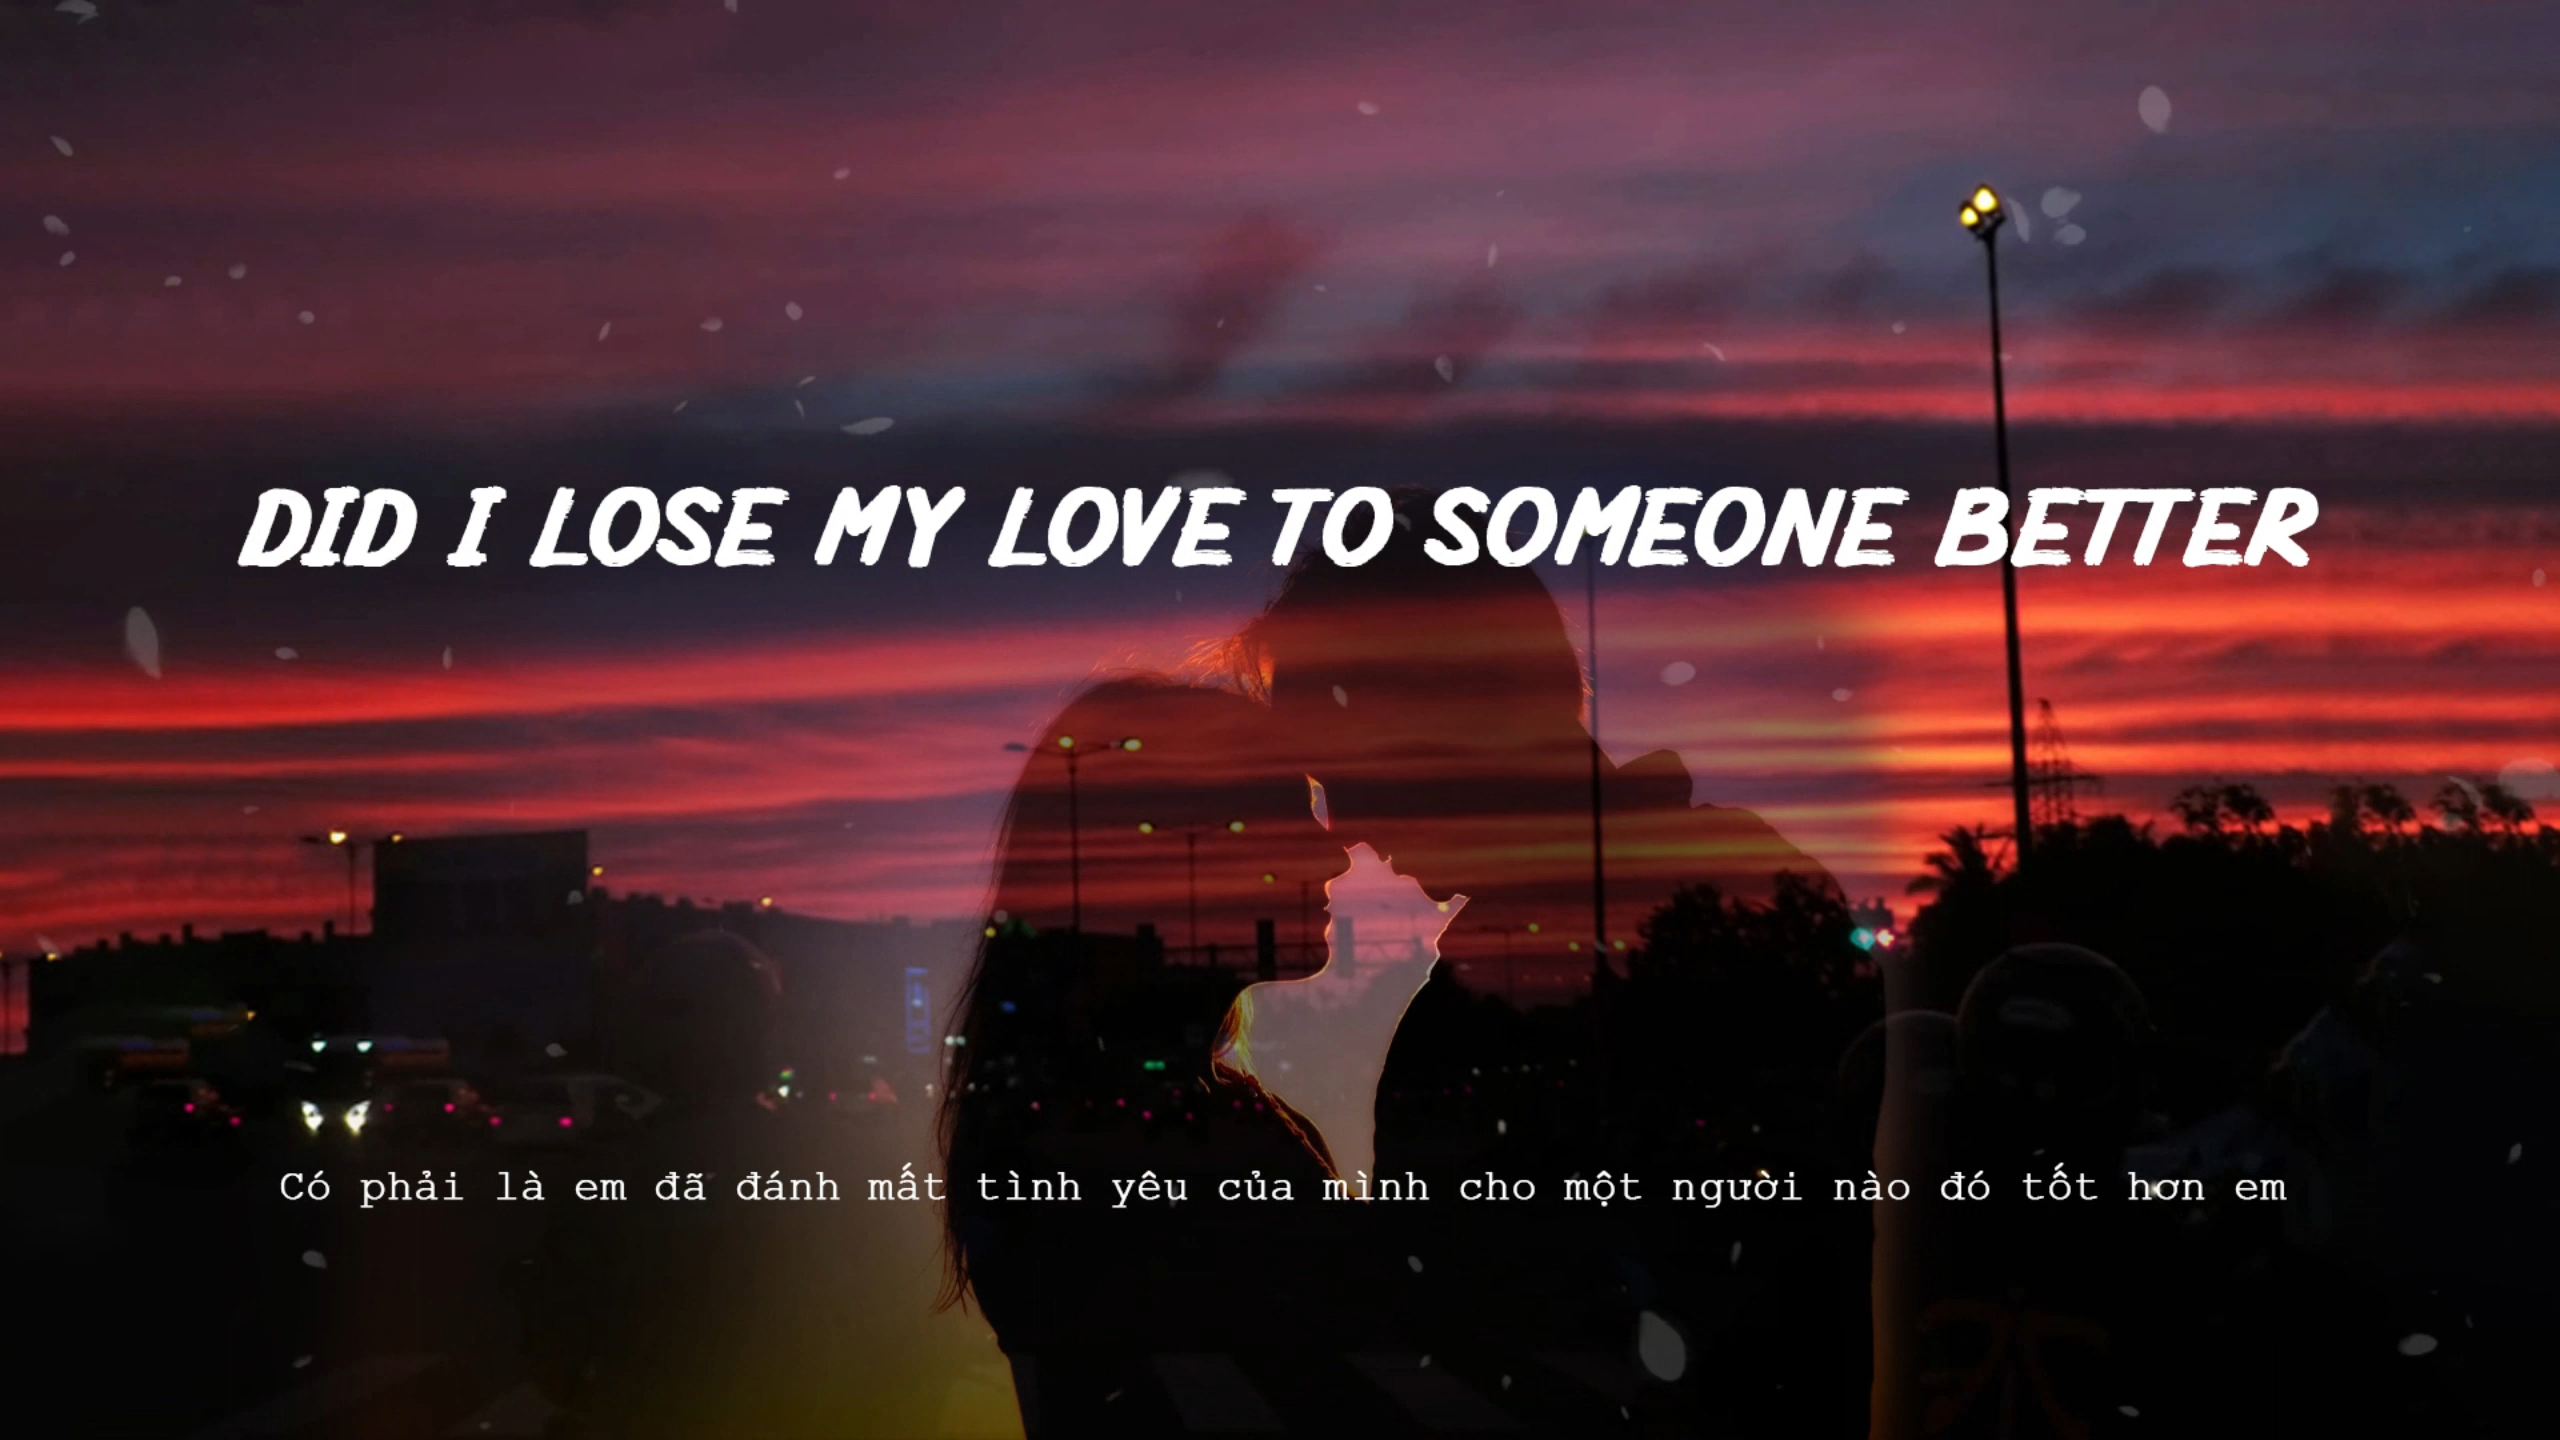 DID I LOSE MY LOVE TO SOMEONE BETTER
Có phải là em đã đánh mất tình yêu của mình cho một người nào đó tốt hơn em